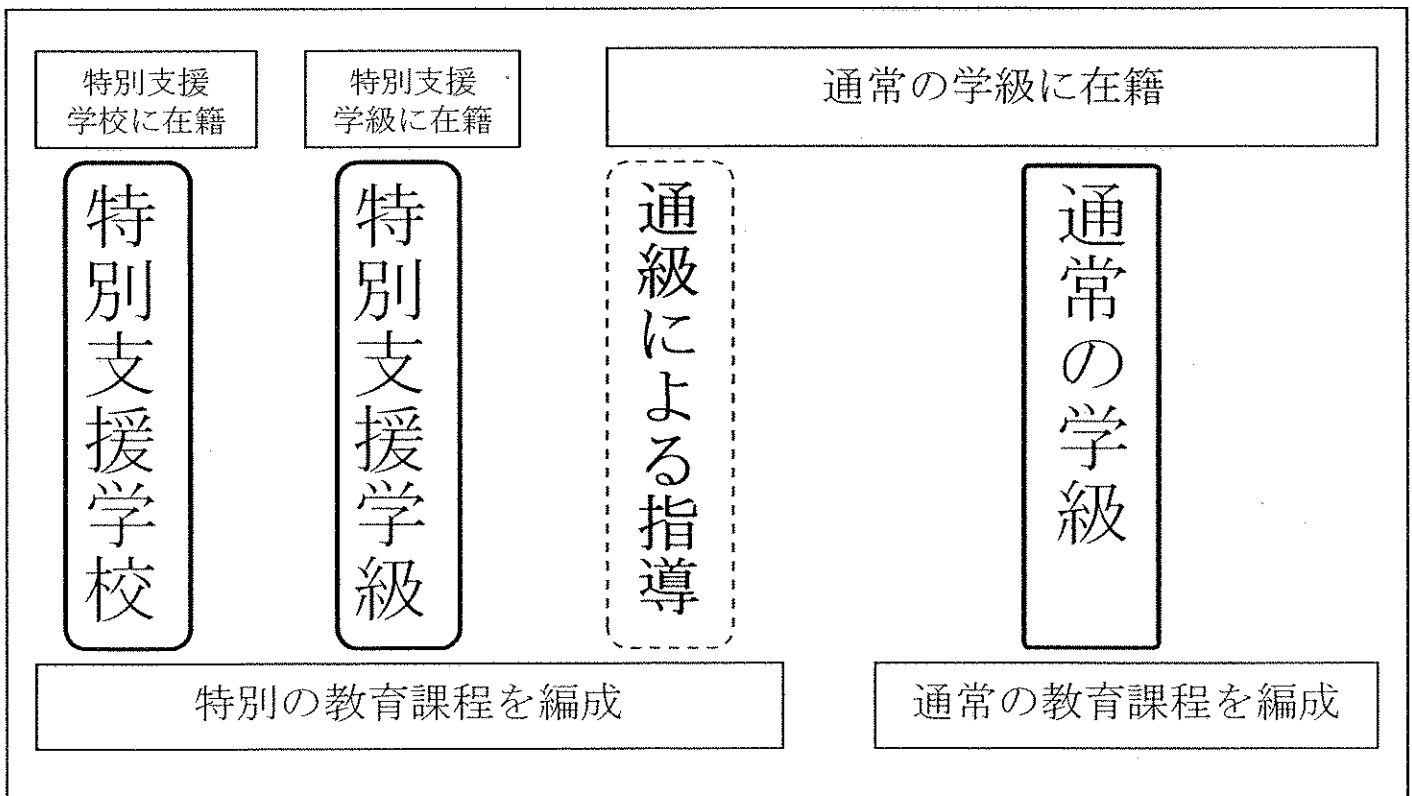 特別支援
学校に在籍
特別支援
学級に在籍
通常の学級に在籍
特別支援学校
特別支援学級
通級による指導
通常の学級
特別の教育課程を編成
通常の教育課程を編成